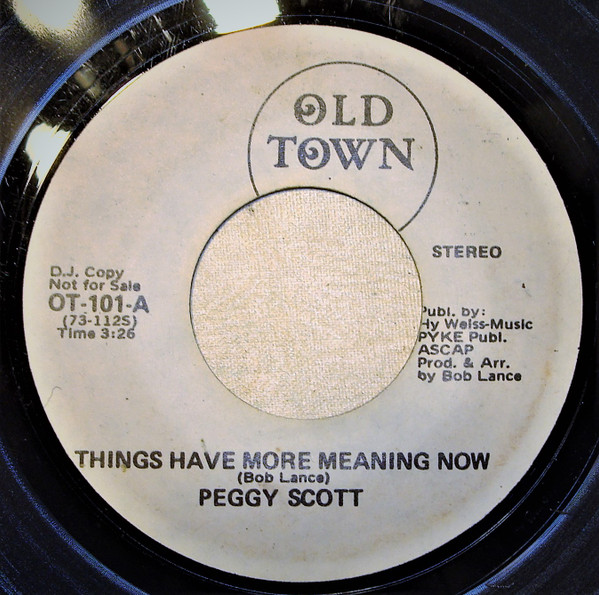 OLD
TOWN
STEREO
D.J. Copy
Not for Sale
OT-101-A
(73-112S)
Time 3:26
Publ. by:
Hy Weiss-Music
PYKE Publ.
ASCAP
Prod. & Arr.
by Bob Lance
THINGS HAVE MORE MEANING NOW
(Bob Lance)
PEGGY SCOTT